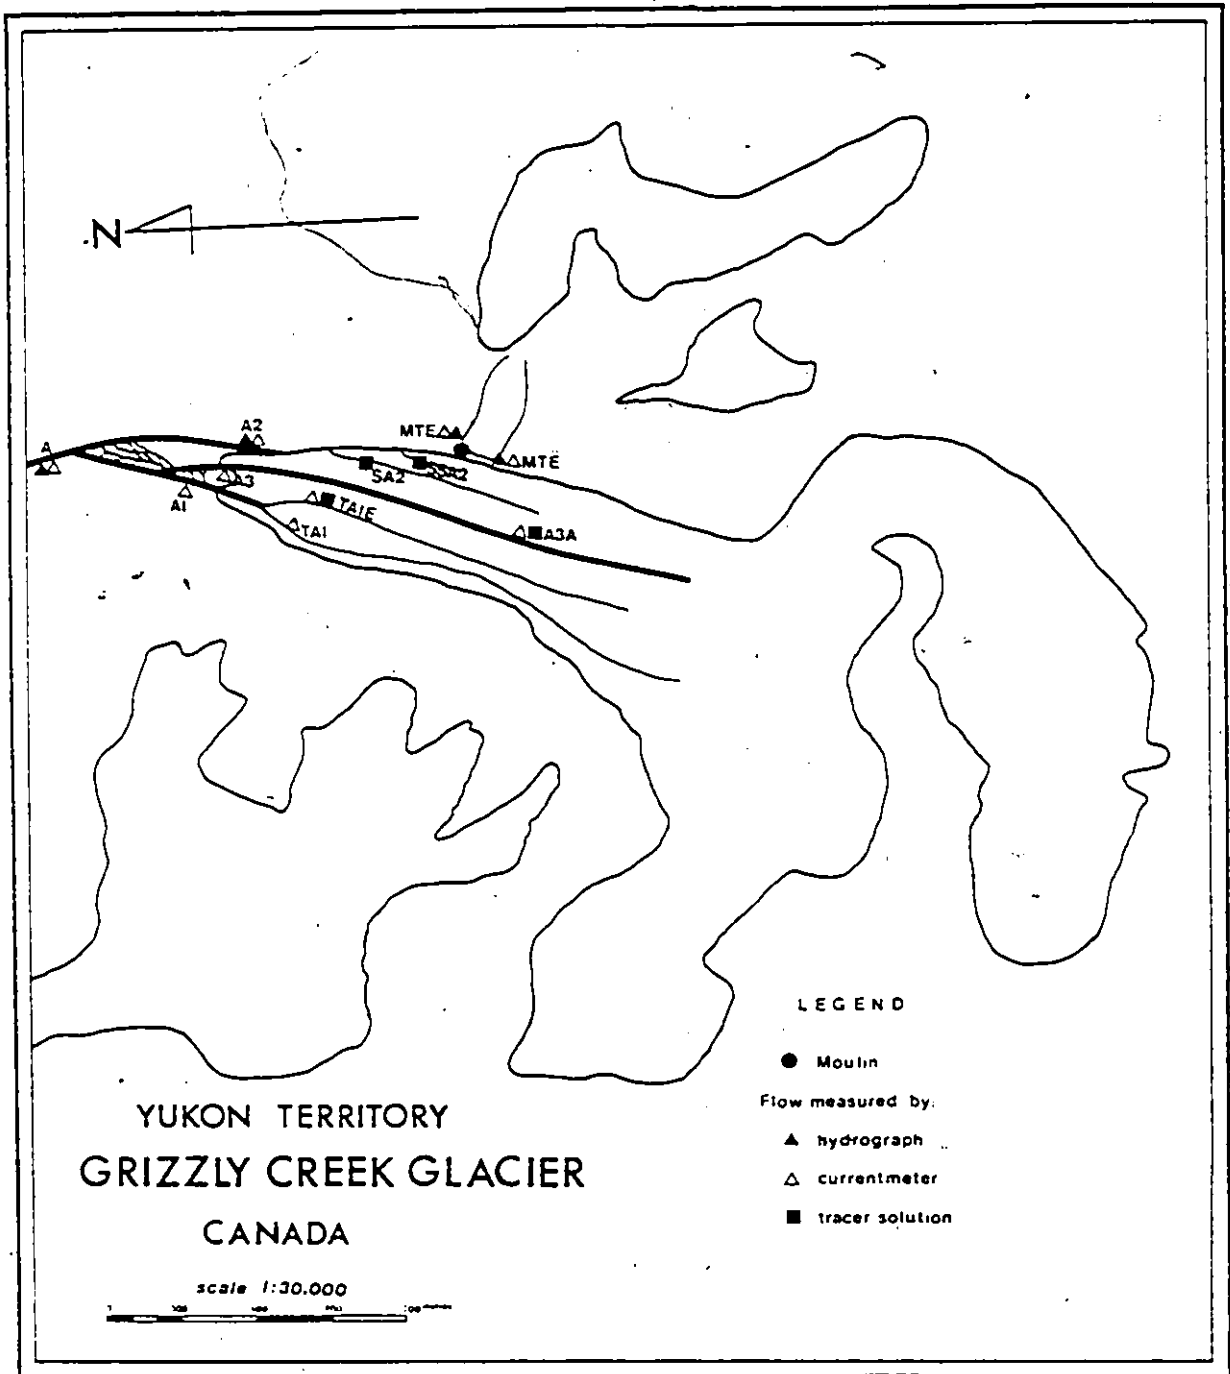 N
A2
MTE
A
MTE
SA2
SSA2
A3
A1
TA1E
TA1
A3A
LEGEND
Moulin
Flow measured by:
hydrograph
currentmeter
tracer solution
YUKON TERRITORY
GRIZZLY CREEK GLACIER
CANADA
scale 1:30.000